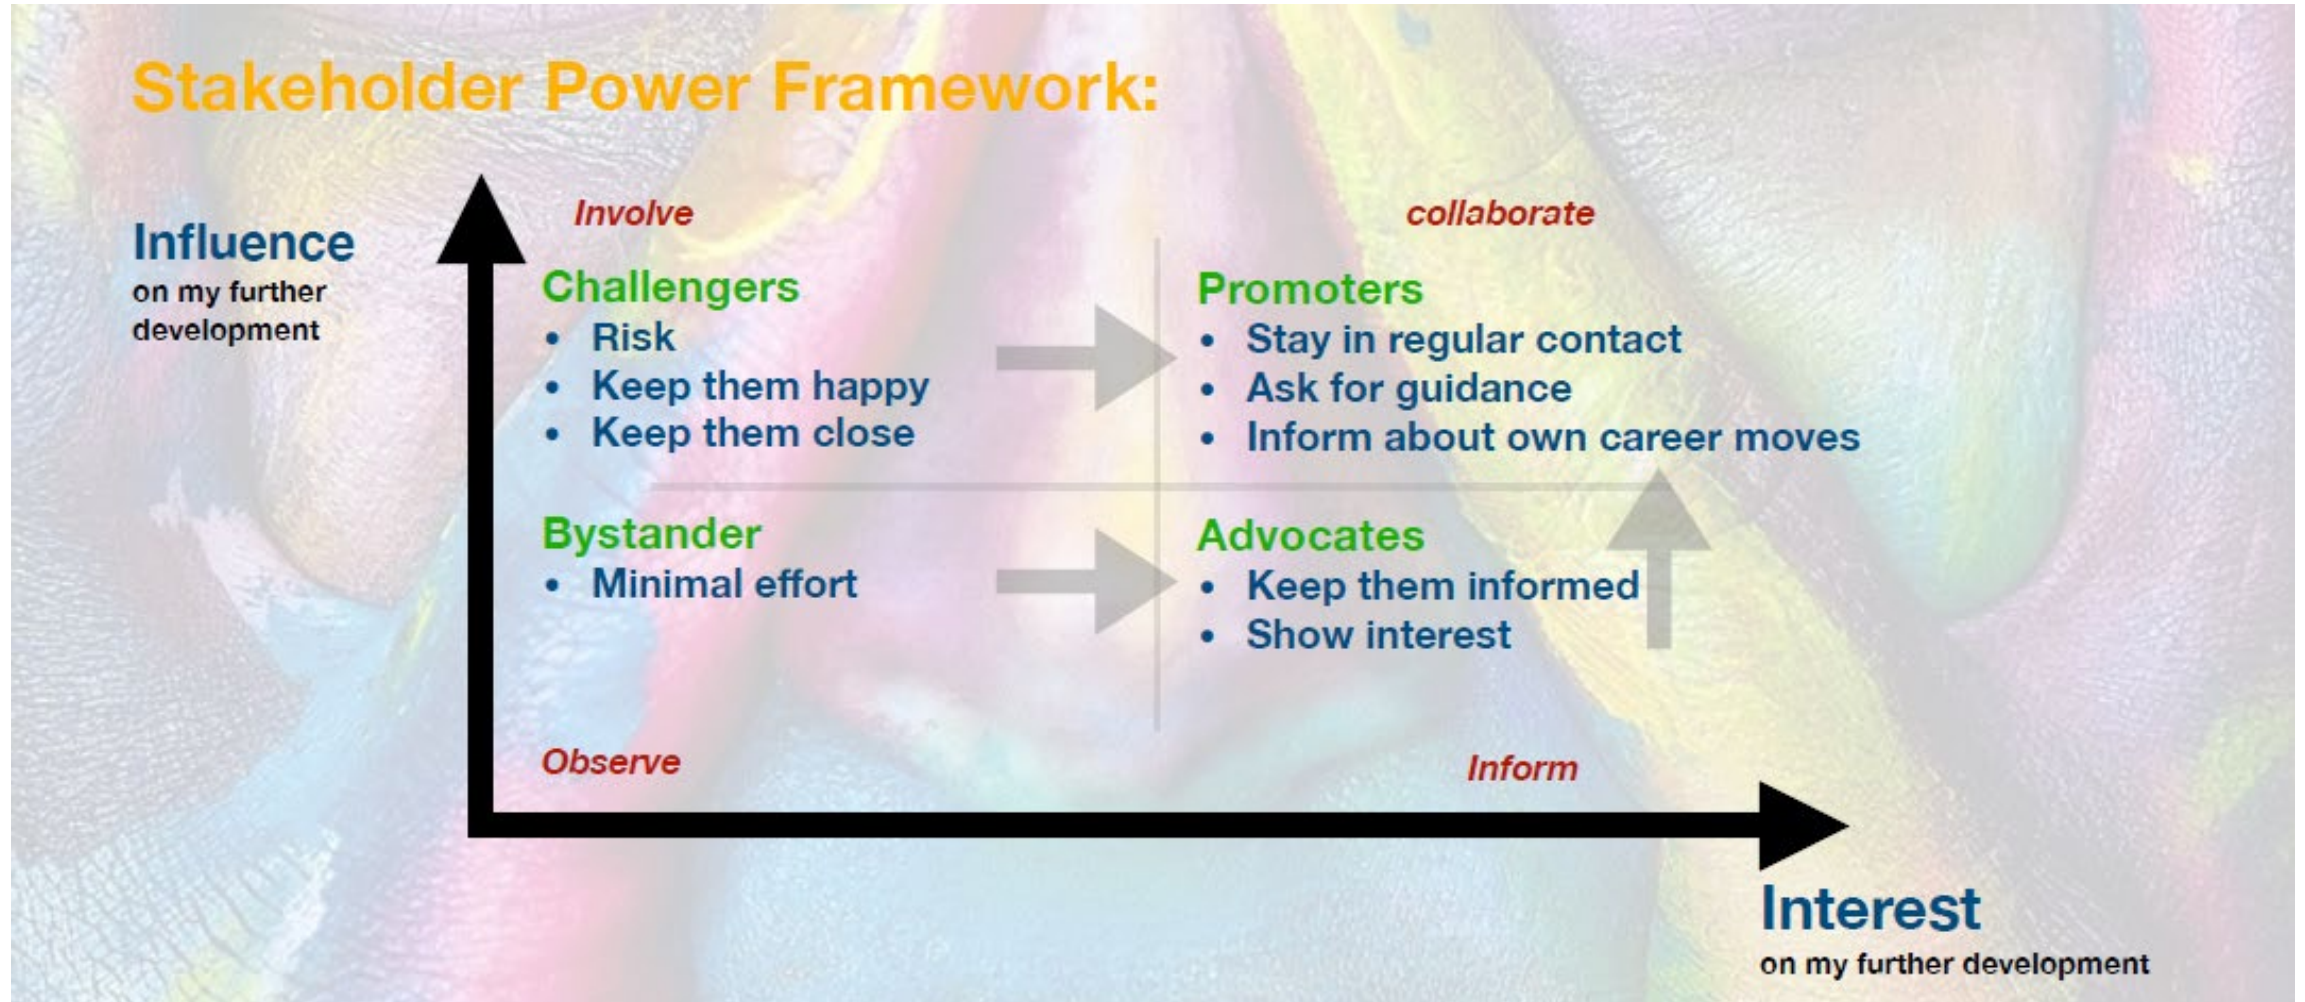 Stakeholder Power Framework:
Influence
on my further
development
Involve
Challengers
• Risk
• Keep them happy
• Keep them close
collaborate
Promoters
• Stay in regular contact
• Ask for guidance
• Inform about own career moves
Bystander
• Minimal effort
Observe
Advocates
• Keep them informed
• Show interest
Inform
Interest
on my further development